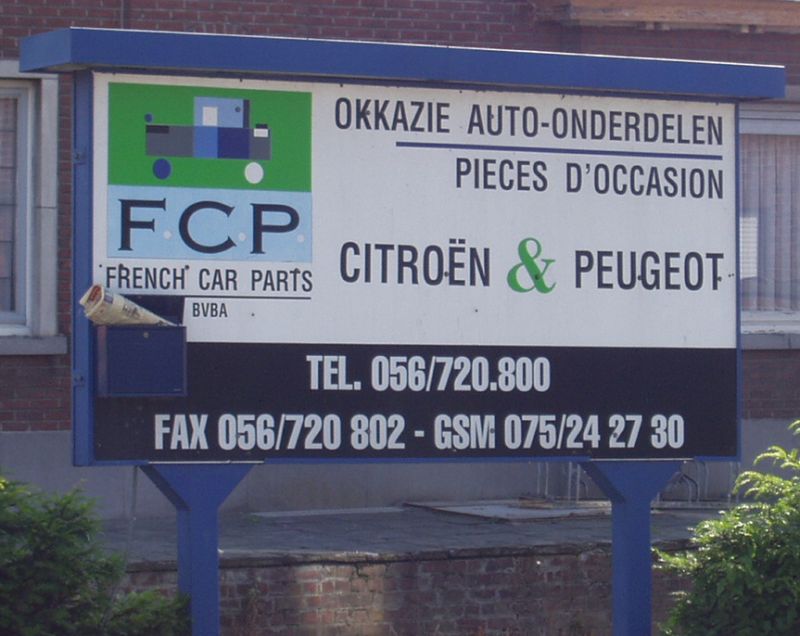 OKKAZIE AUTO-ONDERDELEN
PIECES D'OCCASION
F.C.P.
FRENCH CAR PARTS
BVBA
CITROËN & PEUGEOT
TEL. 056/720.800
FAX 056/720 802 - GSM 075/24 27 30